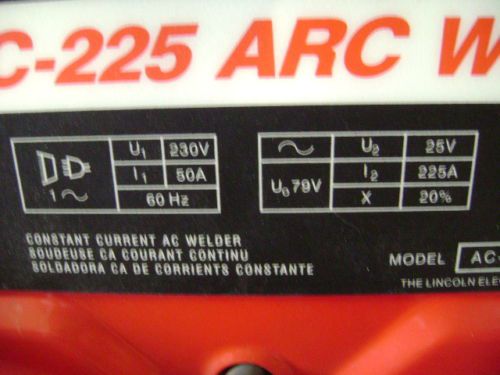 C-225 ARC W
U1 230V
I1 50A
1~ 60 Hz
~ U2 25V
U0 79V I2 225A
X 20%
CONSTANT CURRENT AC WELDER
SOUDEUSE CA COURANT CONTINU
SOLDADORA CA DE CORRIENTS CONSTANTE
MODEL AC-
THE LINCOLN ELE